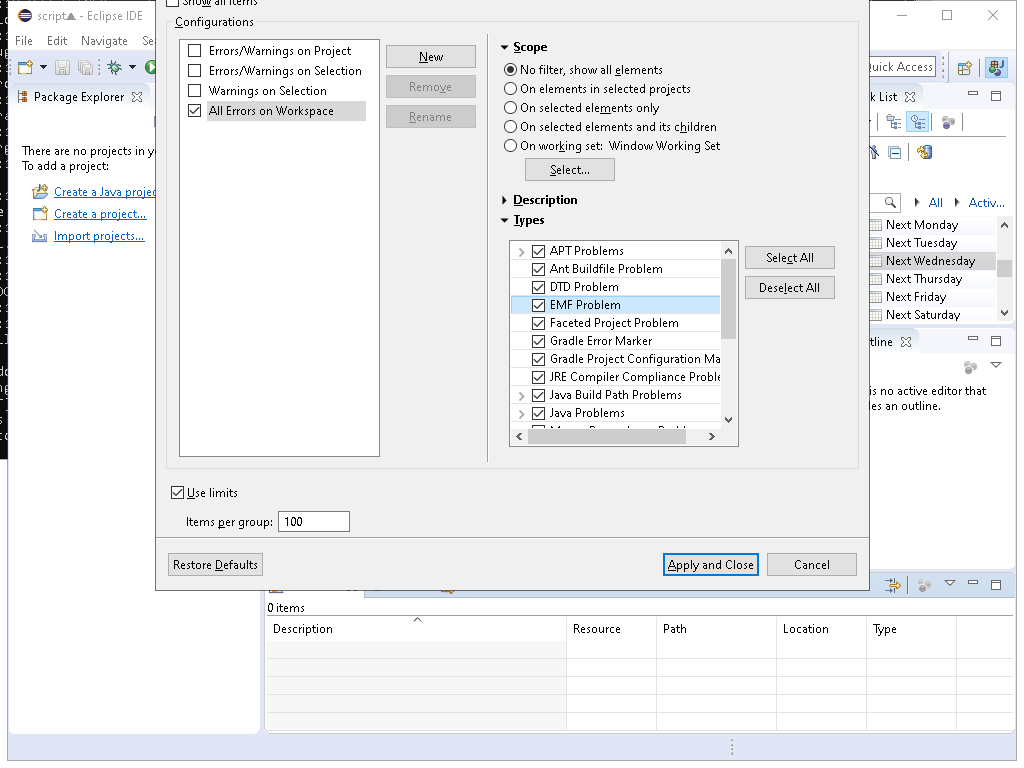 Show all items
script - Eclipse IDE
File Edit Navigate Se
Quick Access
Package Explorer
There are no projects in y
To add a project:
Create a Java projec
Create a project...
Import projects...
Configurations
Errors/Warnings on Project
Errors/Warnings on Selection
Warnings on Selection
All Errors on Workspace
New
Remove
Rename
Scope
No filter, show all elements
On elements in selected projects
On selected elements only
On selected elements and its children
On working set: Window Working Set
Select...
Description
Types
APT Problems
Ant Buildfile Problem
DTD Problem
EMF Problem
Faceted Project Problem
Gradle Error Marker
Gradle Project Configuration Ma
JRE Compiler Compliance Proble
Java Build Path Problems
Java Problems
Select All
Deselect All
Use limits
Items per group: 100
Restore Defaults
Apply and Close
Cancel
k List
All Activ...
Next Monday
Next Tuesday
Next Wednesday
Next Thursday
Next Friday
Next Saturday
tline
is no active editor that
les an outline.
0 items
Description Resource Path Location Type